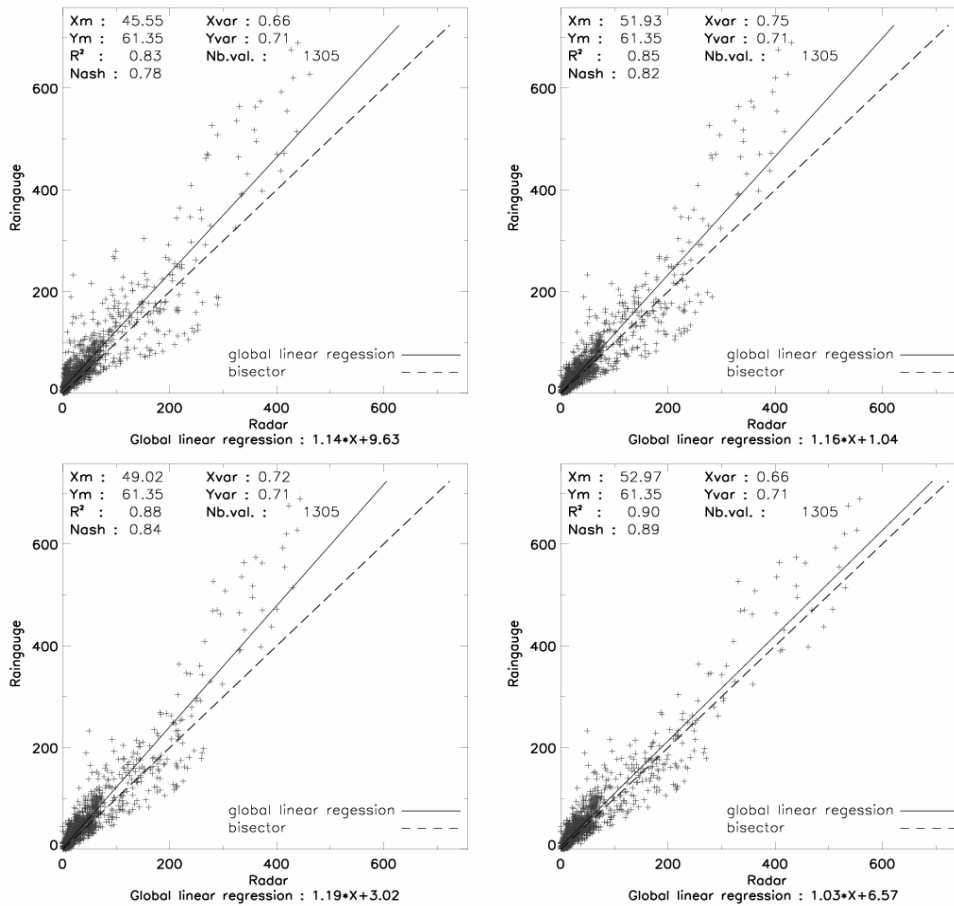 Xm : 45.55 Xvar : 0.66
Ym : 61.35 Yvar : 0.71
R² : 0.83 Nb.val. : 1305
Nash : 0.78
600
400
200
0
Raingauge
global linear regession
bisector
0 200 400 600
Radar
Global linear regression : 1.14*X+9.63
Xm : 51.93 Xvar : 0.75
Ym : 61.35 Yvar : 0.71
R² : 0.85 Nb.val. : 1305
Nash : 0.82
600
400
200
0
Raingauge
global linear regession
bisector
0 200 400 600
Radar
Global linear regression : 1.16*X+1.04
Xm : 49.02 Xvar : 0.72
Ym : 61.35 Yvar : 0.71
R² : 0.88 Nb.val. : 1305
Nash : 0.84
600
400
200
0
Raingauge
global linear regession
bisector
0 200 400 600
Radar
Global linear regression : 1.19*X+3.02
Xm : 52.97 Xvar : 0.66
Ym : 61.35 Yvar : 0.71
R² : 0.90 Nb.val. : 1305
Nash : 0.89
600
400
200
0
Raingauge
global linear regession
bisector
0 200 400 600
Radar
Global linear regression : 1.03*X+6.57